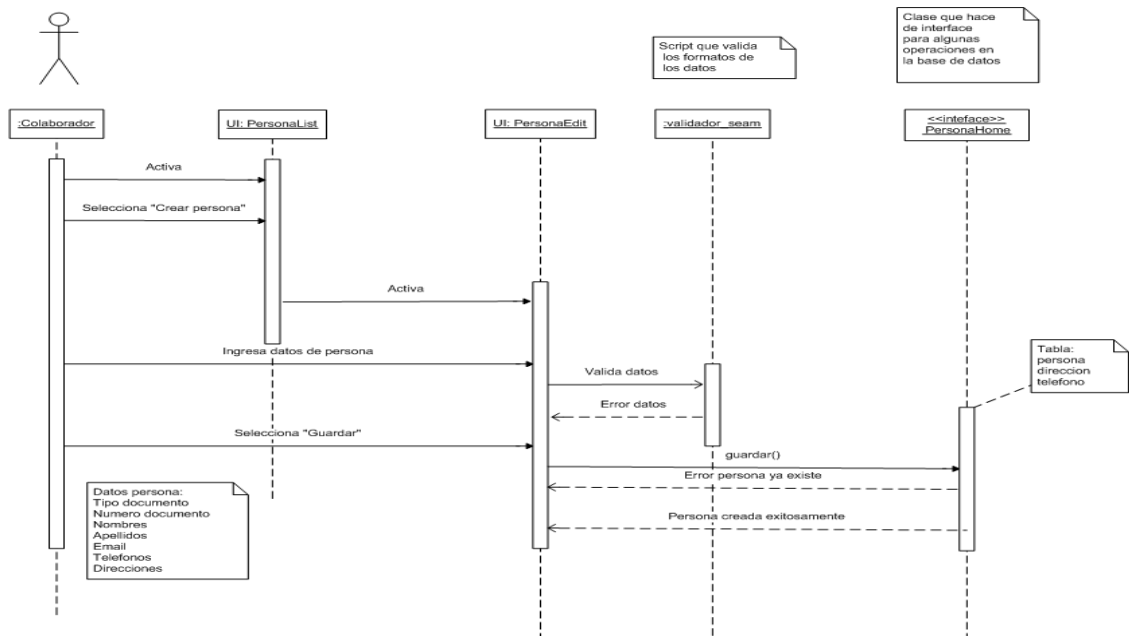 Clase que hace
de interface
para algunas
operaciones en
la base de datos
Script que valida
los formatos de
los datos
:Colaborador
UI: PersonaList
UI: PersonaEdit
:validador_seam
<<inteface>>
PersonaHome
Activa
Selecciona "Crear persona"
Activa
Ingresa datos de persona
Tabla:
persona
direccion
telefono
Valida datos
Error datos
Selecciona "Guardar"
guardar()
Error persona ya existe
Persona creada exitosamente
Datos persona:
Tipo documento
Numero documento
Nombres
Apellidos
Email
Telefonos
Direcciones